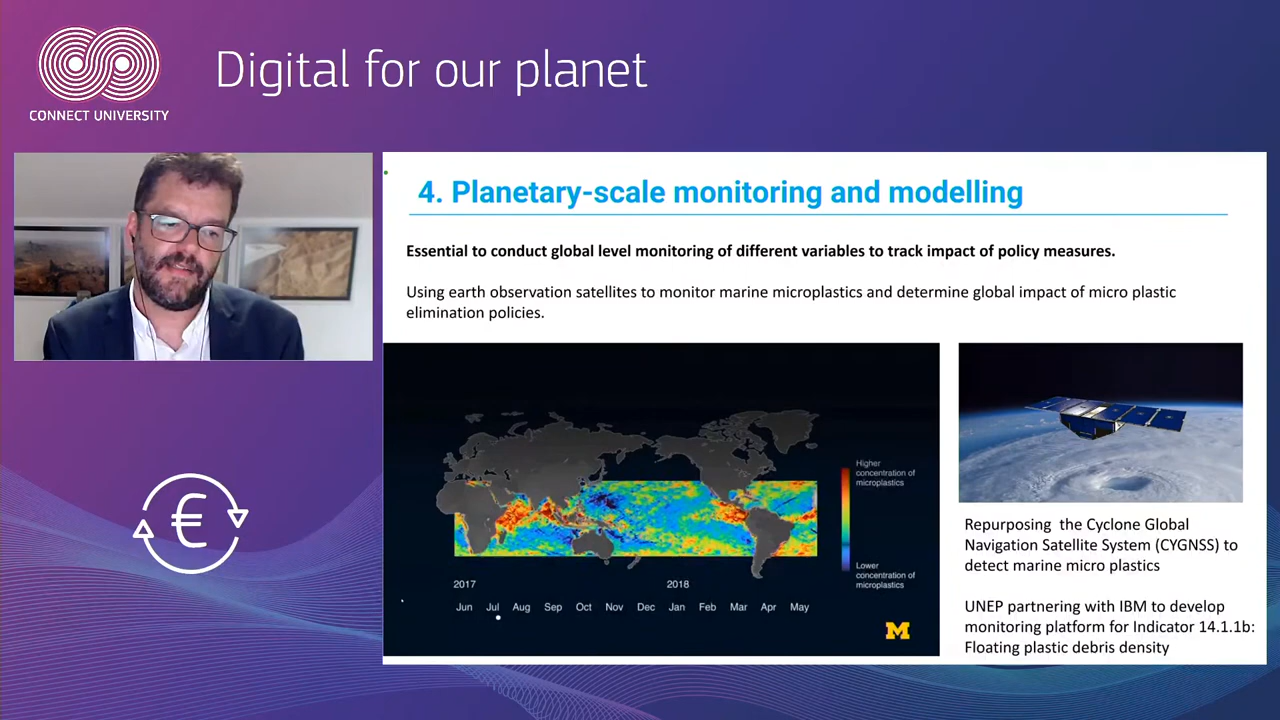 CONNECT UNIVERSITY
Digital for our planet
4. Planetary-scale monitoring and modelling
Essential to conduct global level monitoring of different variables to track impact of policy measures.
Using earth observation satellites to monitor marine microplastics and determine global impact of micro plastic
elimination policies.
Higher
concentration of
microplastics
Lower
concentration of
microplastics
2017 2018
Jun Jul Aug Sep Oct Nov Dec Jan Feb Mar Apr May
M
€
Repurposing the Cyclone Global
Navigation Satellite System (CYGNSS) to
detect marine micro plastics
UNEP partnering with IBM to develop
monitoring platform for Indicator 14.1.1b:
Floating plastic debris density